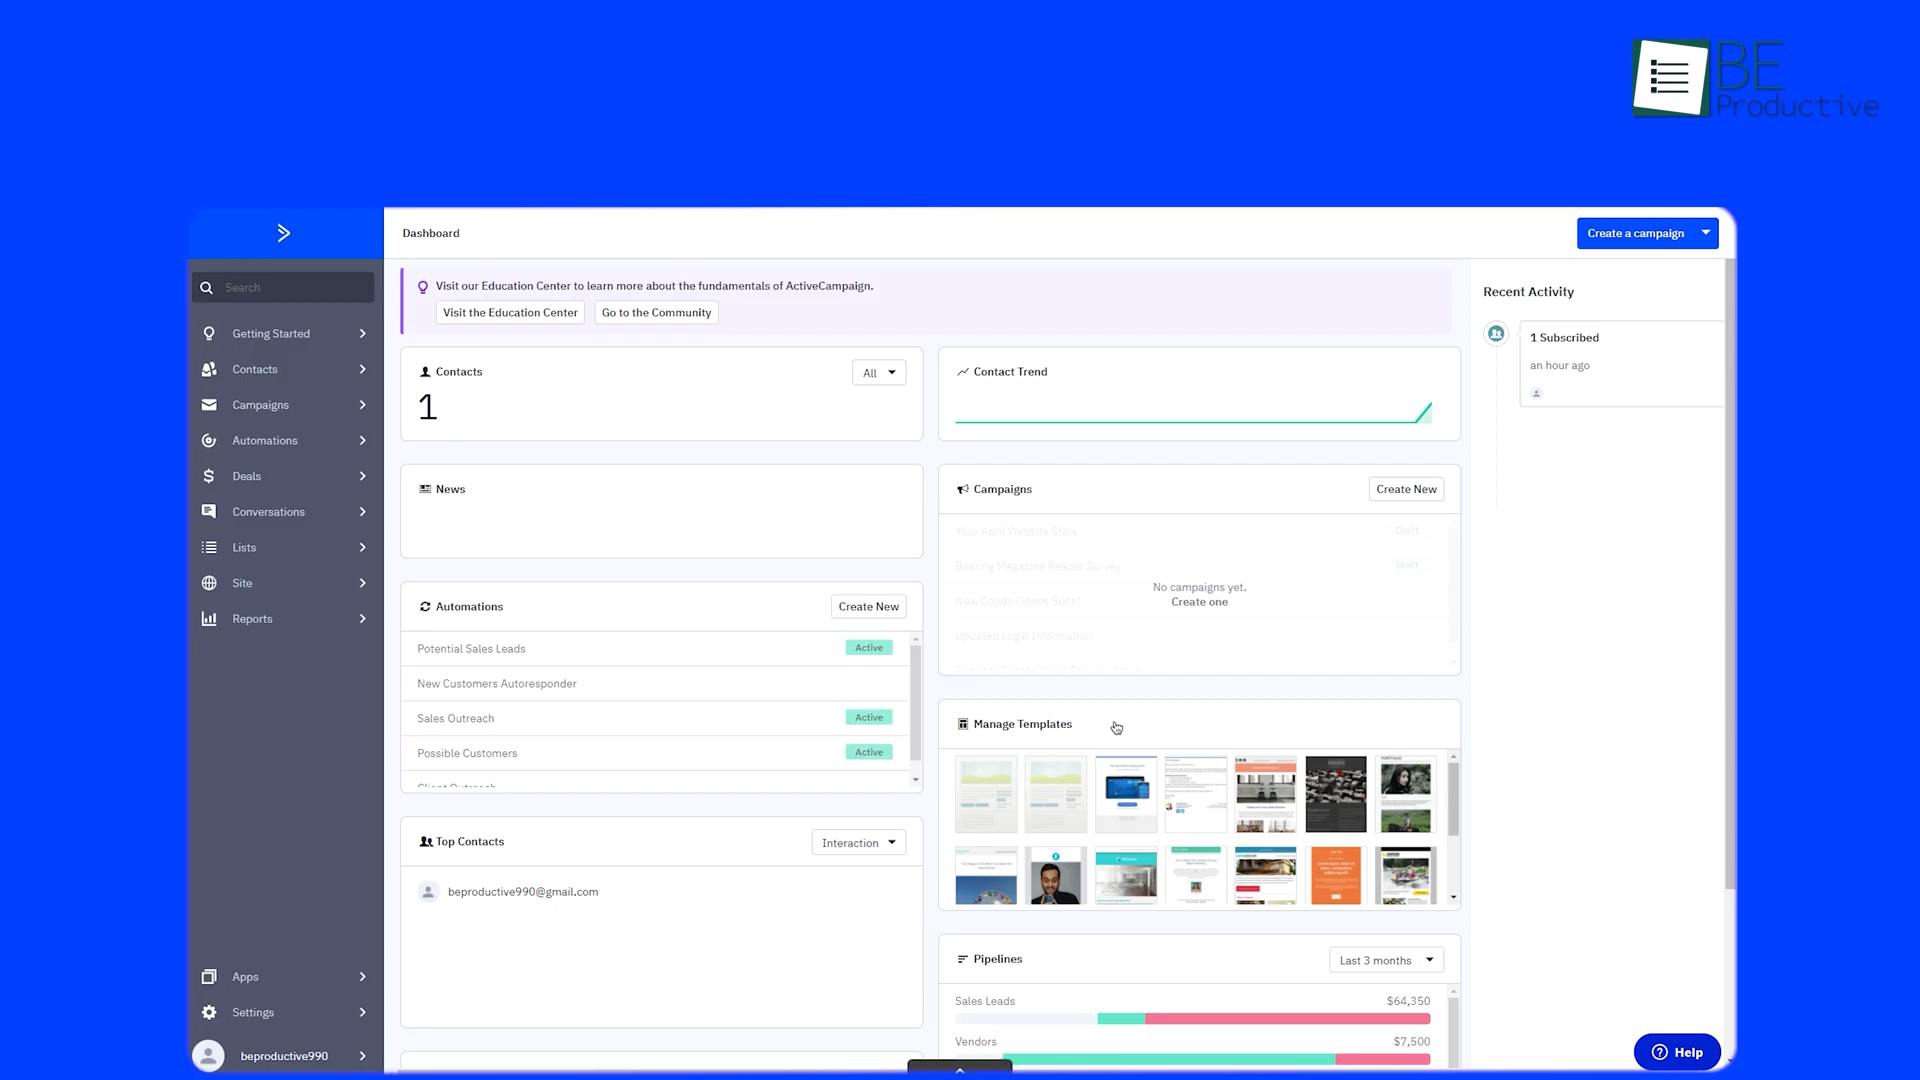 BE
Productive
Dashboard
Create a campaign
Search
Getting Started
Contacts
Campaigns
Automations
Deals
Conversations
Lists
Site
Reports
Apps
Settings
beproductive990
Visit our Education Center to learn more about the fundamentals of ActiveCampaign.
Visit the Education Center
Go to the Community
Contacts
All
1
Contact Trend
News
Campaigns
Create New
Your April Website Stats
Draft
Boating Magazine Reader Survey
Draft
No campaigns yet.
Create one
New Condo Opens Soon!
Updated Login Information
Automations
Create New
Potential Sales Leads
Active
New Customers Autoresponder
Sales Outreach
Active
Possible Customers
Active
Client Outreach
Manage Templates
PORTFOLIO
Top Contacts
Interaction
beproductive990@gmail.com
Pipelines
Last 3 months
Sales Leads
$64,350
Vendors
$7,500
Recent Activity
1 Subscribed
an hour ago
Help